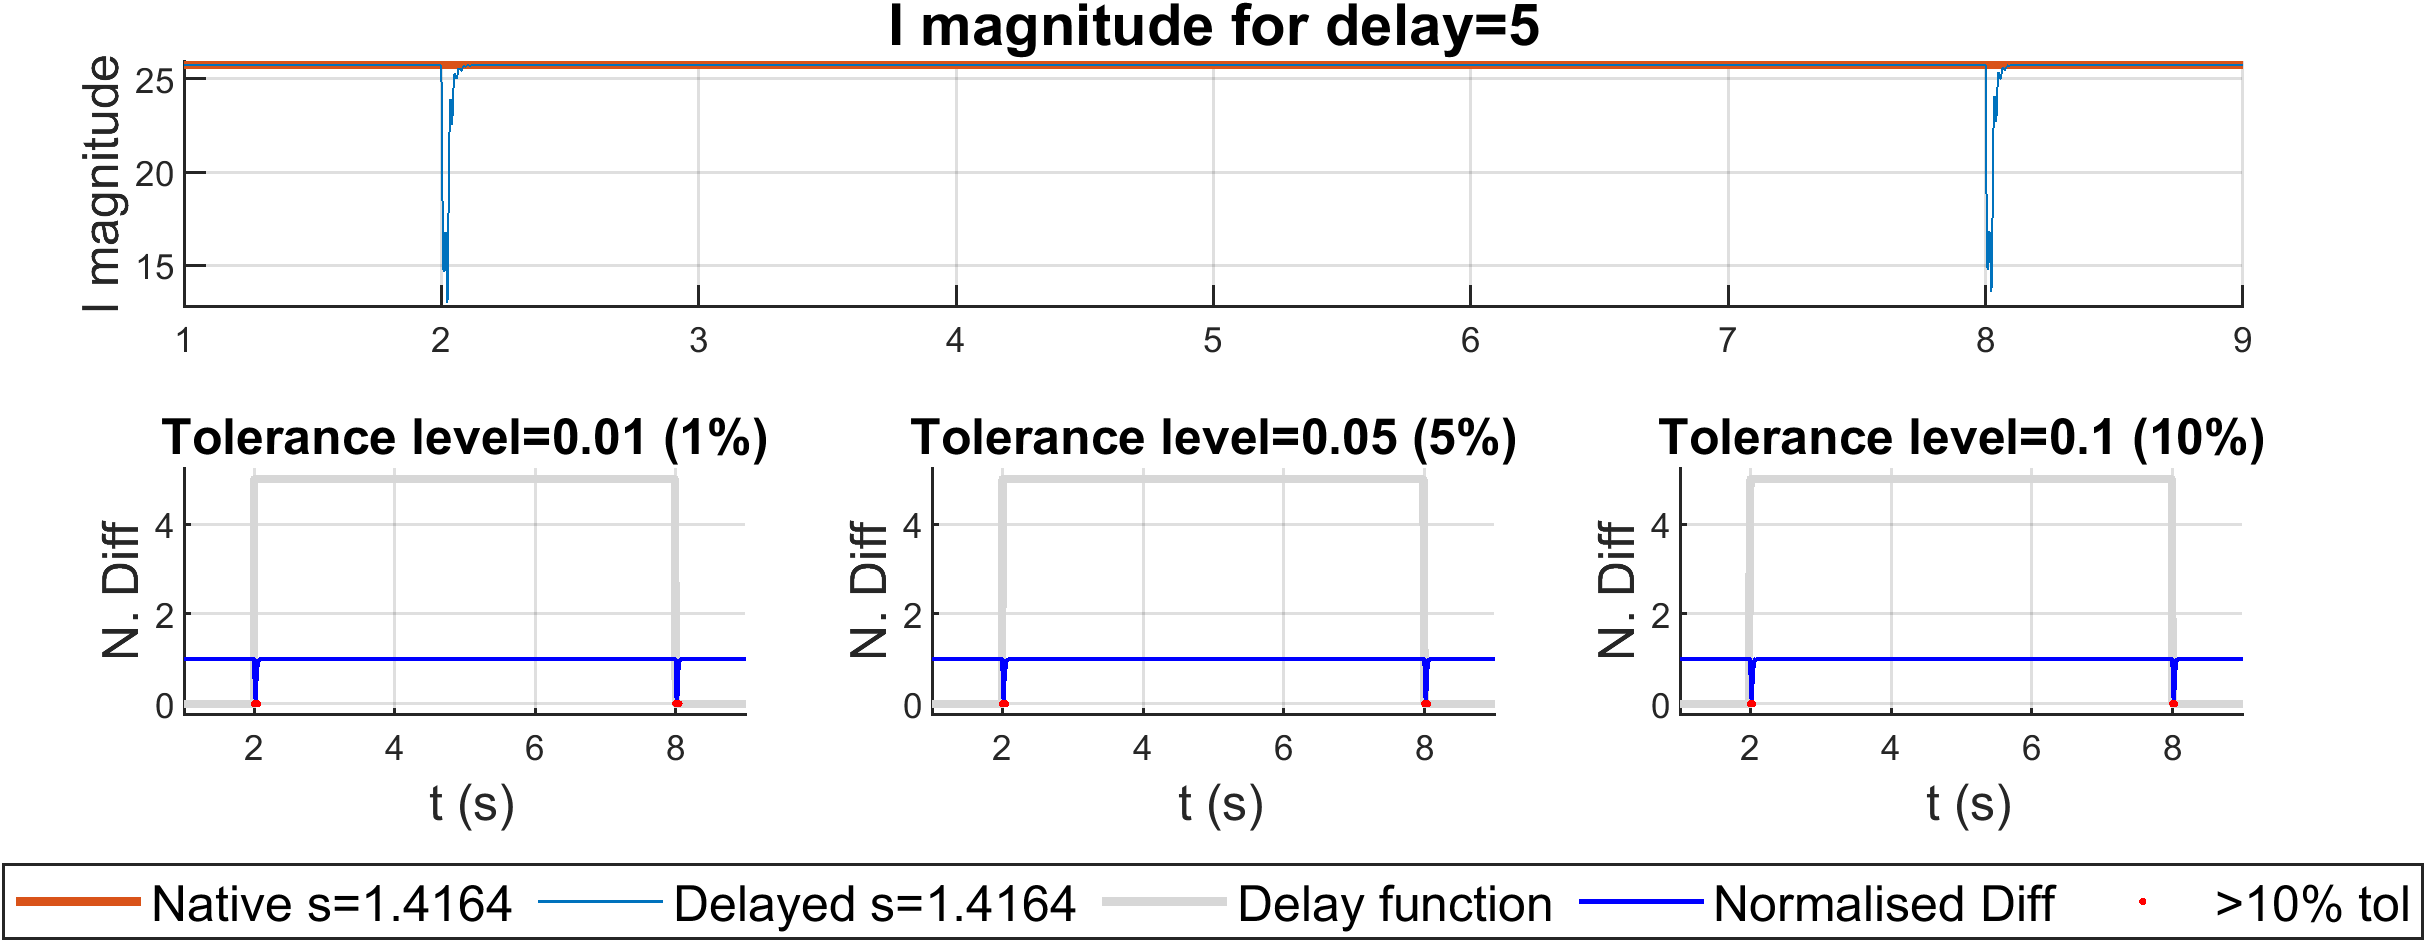 I magnitude for delay=5
I magnitude
25
20
15
1 2 3 4 5 6 7 8 9
Tolerance level=0.01 (1%)
N. Diff
4
2
0
2 4 6 8
t (s)
Tolerance level=0.05 (5%)
N. Diff
4
2
0
2 4 6 8
t (s)
Tolerance level=0.1 (10%)
N. Diff
4
2
0
2 4 6 8
t (s)
Native s=1.4164 Delayed s=1.4164 Delay function Normalised Diff >10% tol